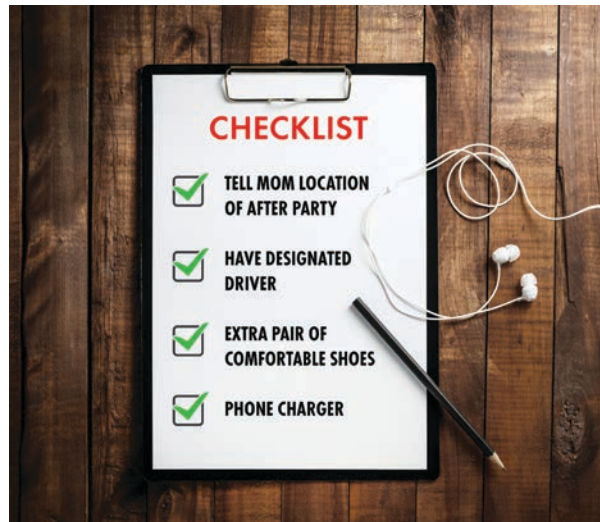 CHECKLIST
TELL MOM LOCATION
OF AFTER PARTY
HAVE DESIGNATED
DRIVER
EXTRA PAIR OF
COMFORTABLE SHOES
PHONE CHARGER